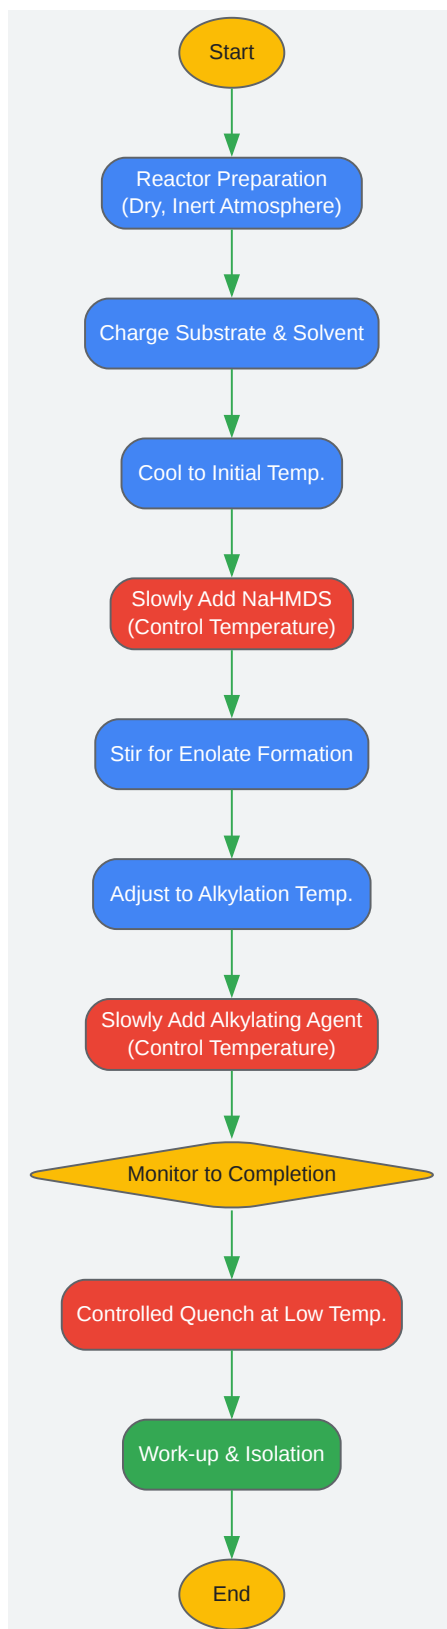 Start
Reactor Preparation
(Dry, Inert Atmosphere)
Charge Substrate & Solvent
Cool to Initial Temp.
Slowly Add NaHMDS
(Control Temperature)
Stir for Enolate Formation
Adjust to Alkylation Temp.
Slowly Add Alkylating Agent
(Control Temperature)
Monitor to Completion
Controlled Quench at Low Temp.
Work-up & Isolation
End